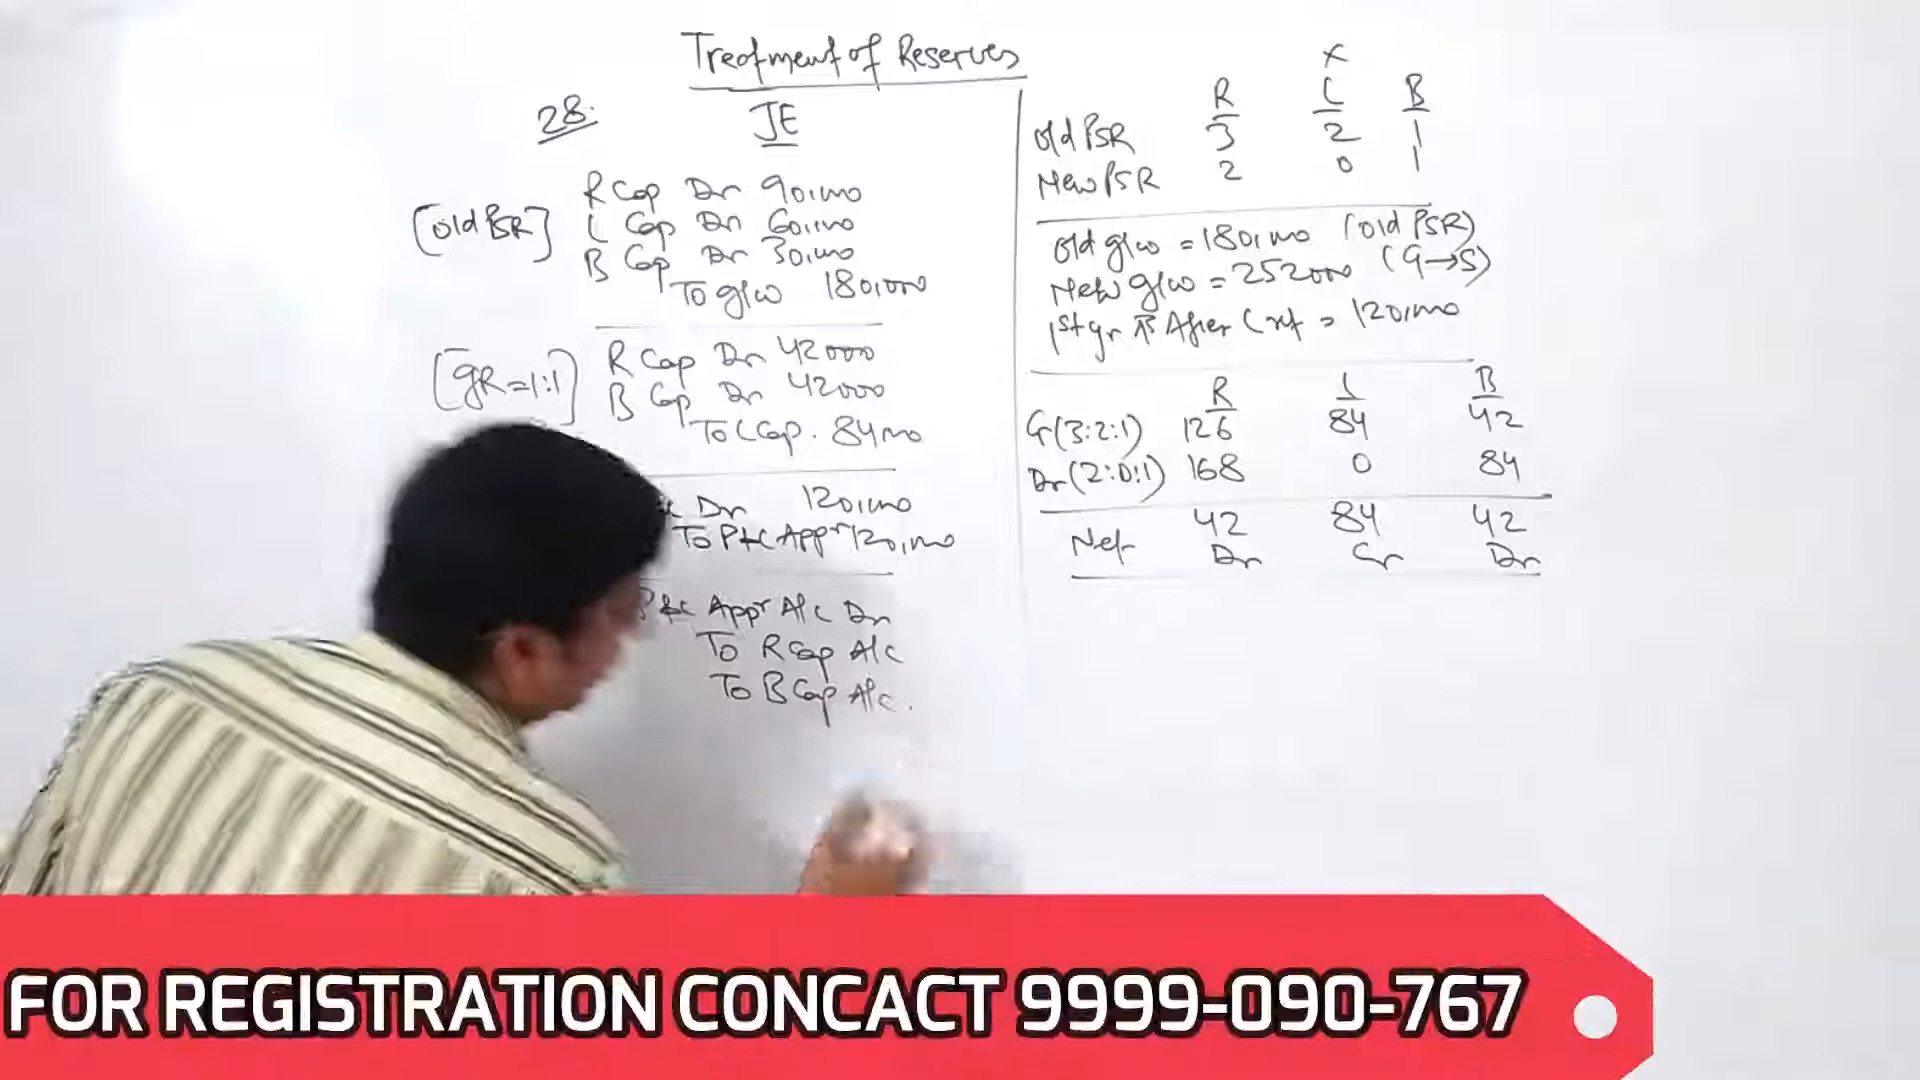 Treatment of Reserves
28.
JE
[old PSR]
R Cap Dr 90,000
L Cap Dr 60,000
B Cap Dr 30,000
To g/w 180,000
[gR=1:1]
R Cap Dr 42000
B Cap Dr 42000
To L Cap. 84000
Dr 120,000
To P&L Appr 120,000
P&L Appr A/c Dr
To R Cap A/c
To B Cap A/c.
X
R L B
Old PSR 3 2 1
New PSR 2 0 1
Old g/w = 180,000 (Old PSR)
New g/w = 252000 (G→S)
1st yr After = 120,000
R L B
Cr(3:2:1) 126 84 42
Dr(2:0:1) 168 0 84
Net 42 84 42
Dr Cr Dr
FOR REGISTRATION CONCACT 9999-090-767